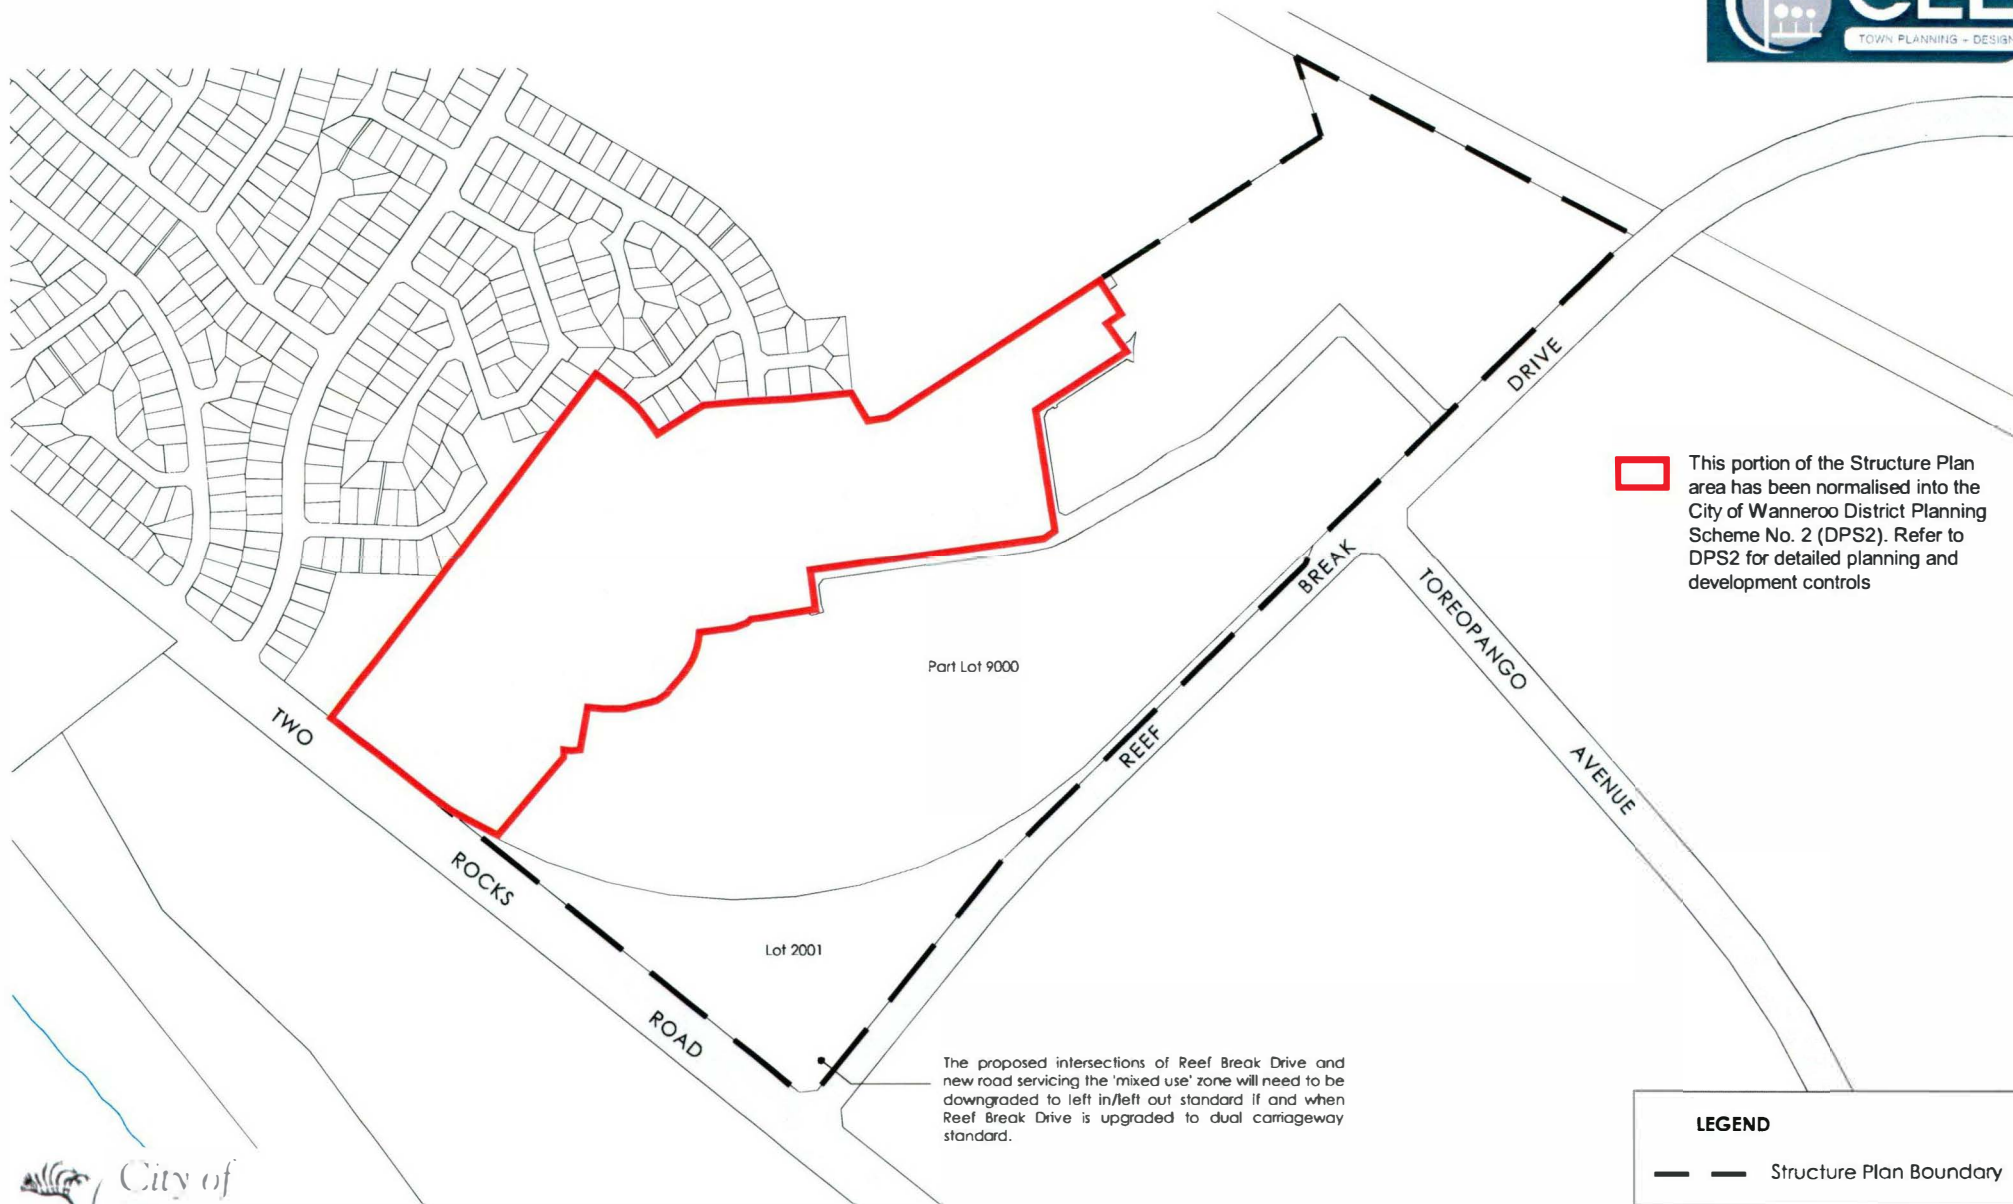 TOWN PLANNING - DESIGN
DRIVE
This portion of the Structure Plan
area has been normalised into the
City of Wanneroo District Planning
Scheme No. 2 (DPS2). Refer to
DPS2 for detailed planning and
development controls
BREAK
TOREOPANGO
Part Lot 9000
TWO
REEF
AVENUE
ROCKS
Lot 2001
ROAD
The proposed intersections of Reef Break Drive and
new road servicing the 'mixed use' zone will need to be
downgraded to left in/left out standard if and when
Reef Break Drive is upgraded to dual carriageway
standard.
LEGEND
Structure Plan Boundary
City of